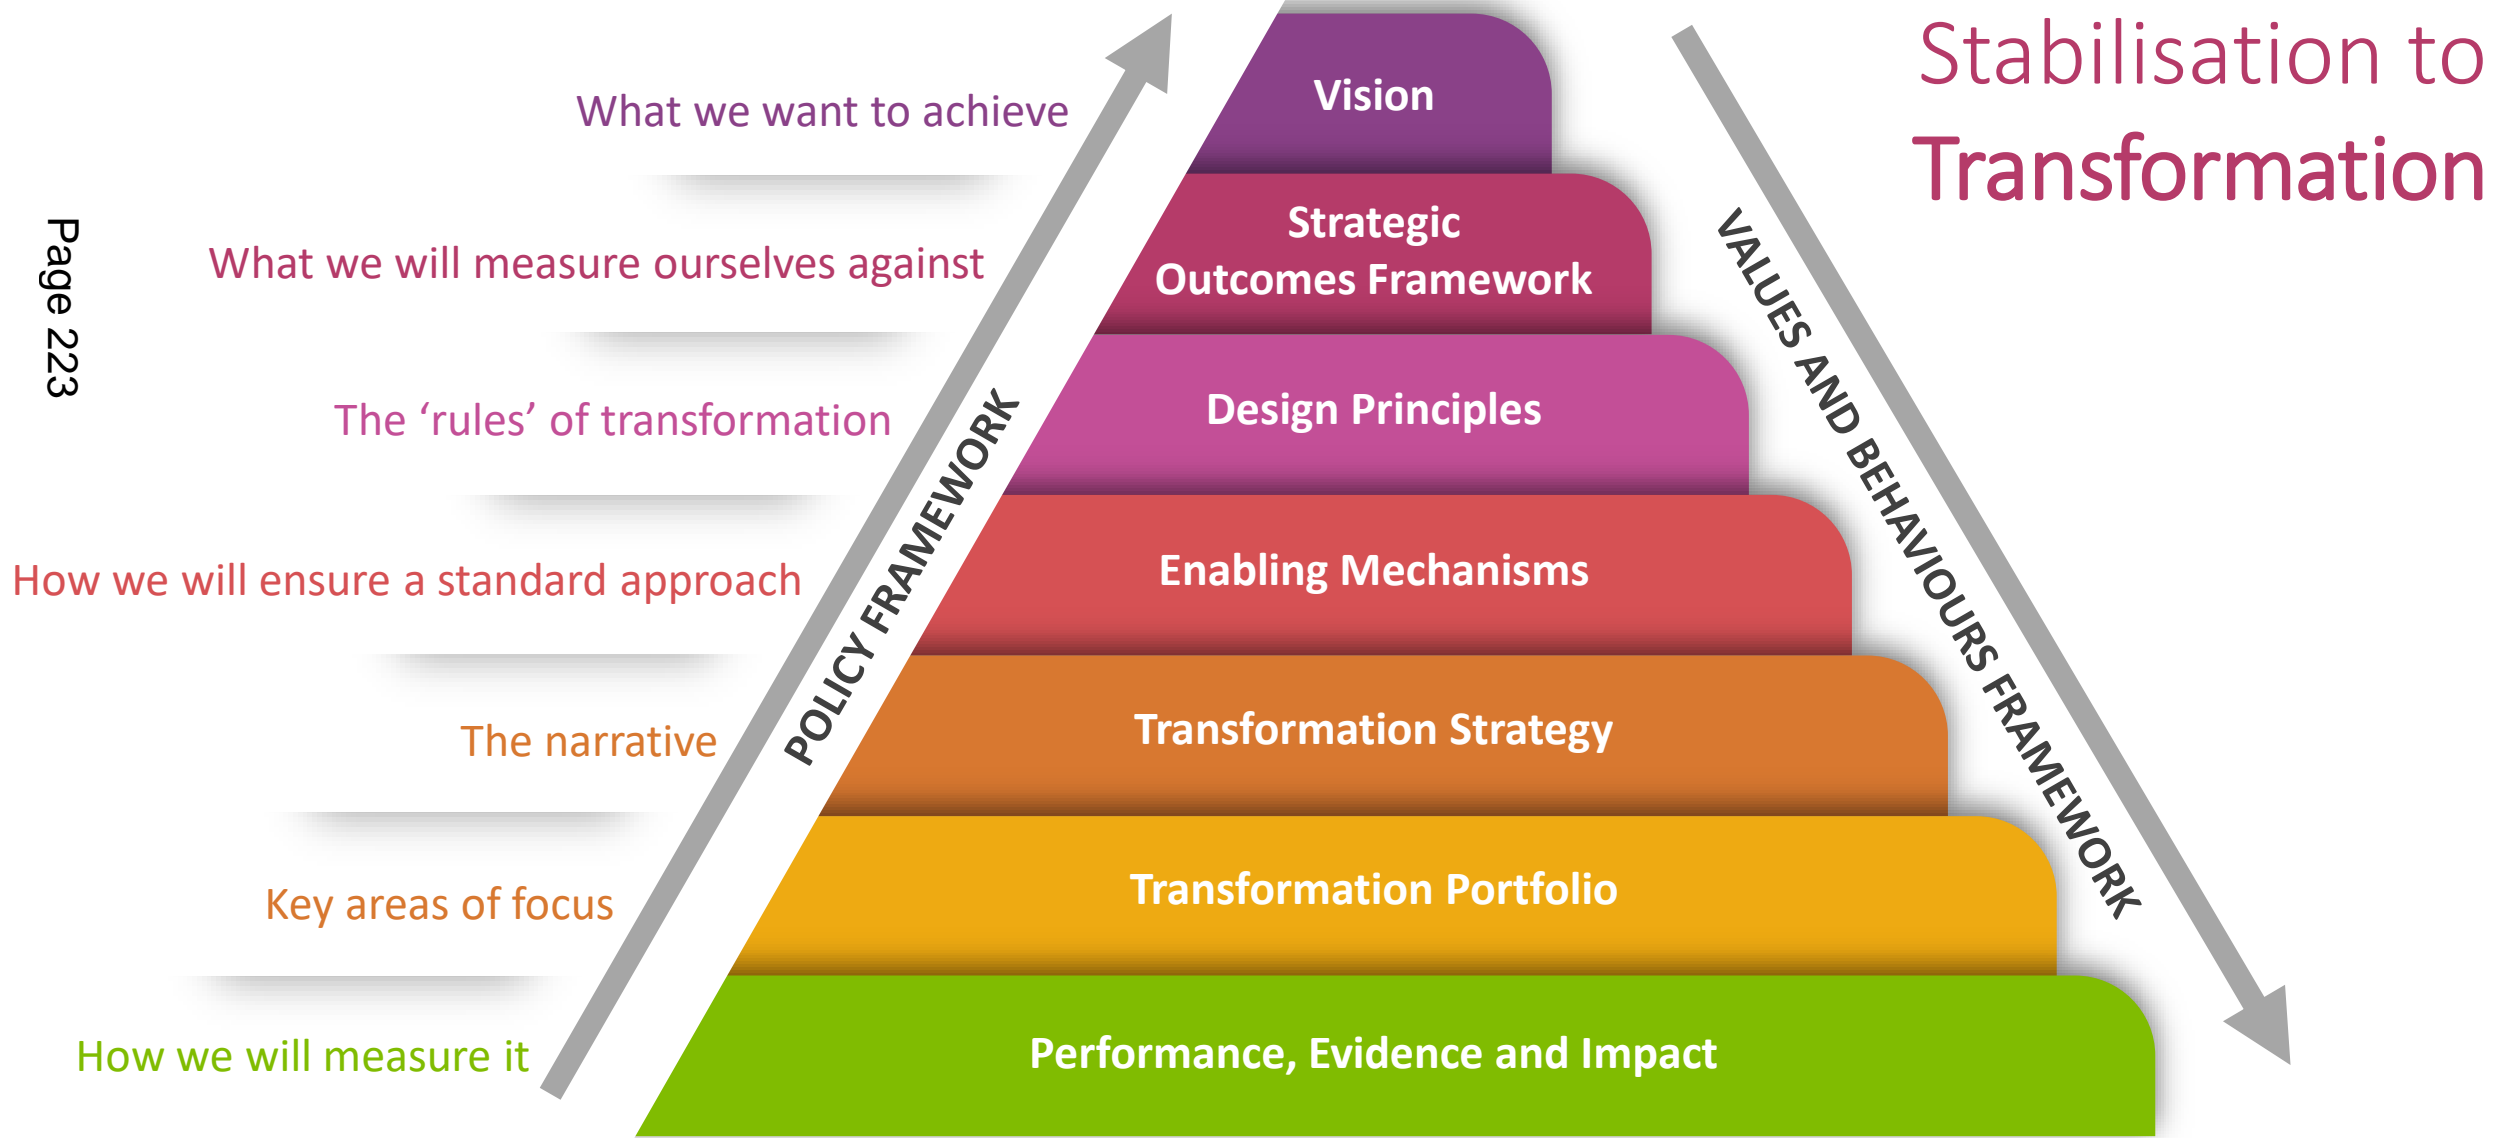 Stabilisation to
Transformation
What we want to achieve
Vision
What we will measure ourselves against
Strategic
Outcomes Framework
The ‘rules’ of transformation
Design Principles
How we will ensure a standard approach
Enabling Mechanisms
The narrative
Transformation Strategy
Key areas of focus
Transformation Portfolio
How we will measure it
Performance, Evidence and Impact
POLICY FRAMEWORK
VALUES AND BEHAVIOURS FRAMEWORK
Page 223